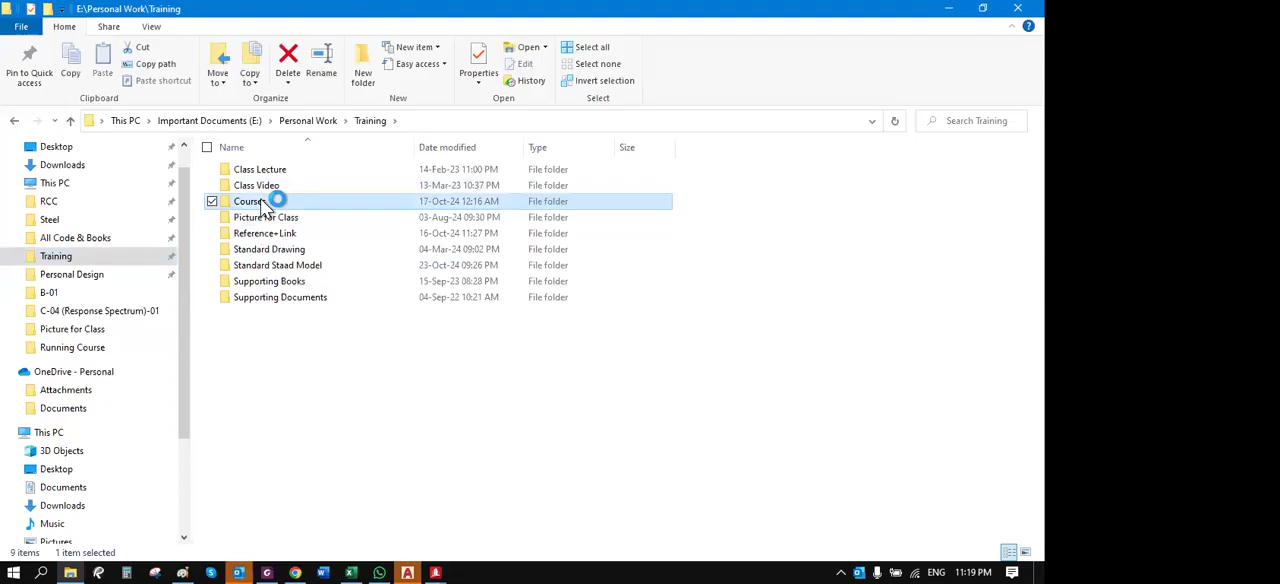 E:\Personal Work\Training
File Home Share View
Pin to Quick access
Copy
Paste
Cut
Copy path
Paste shortcut
Clipboard
Move to
Copy to
Delete
Rename
Organize
New folder
New item
Easy access
New
Properties
Open
Edit
History
Open
Select all
Select none
Invert selection
Select
This PC > Important Documents (E:) > Personal Work > Training >
Search Training
Name Date modified Type Size
Class Lecture 14-Feb-23 11:00 PM File folder
Class Video 13-Mar-23 10:37 PM File folder
Course 17-Oct-24 12:16 AM File folder
Picture for Class 03-Aug-24 09:30 PM File folder
Reference+Link 16-Oct-24 11:27 PM File folder
Standard Drawing 04-Mar-24 09:02 PM File folder
Standard Staad Model 23-Oct-24 09:26 PM File folder
Supporting Books 15-Sep-23 08:28 PM File folder
Supporting Documents 04-Sep-22 10:21 AM File folder
Desktop
Downloads
This PC
RCC
Steel
All Code & Books
Training
Personal Design
B-01
C-04 (Response Spectrum)-01
Picture for Class
Running Course
OneDrive - Personal
Attachments
Documents
This PC
3D Objects
Desktop
Documents
Downloads
Music
Pictures
9 items 1 item selected
ENG 11:19 PM